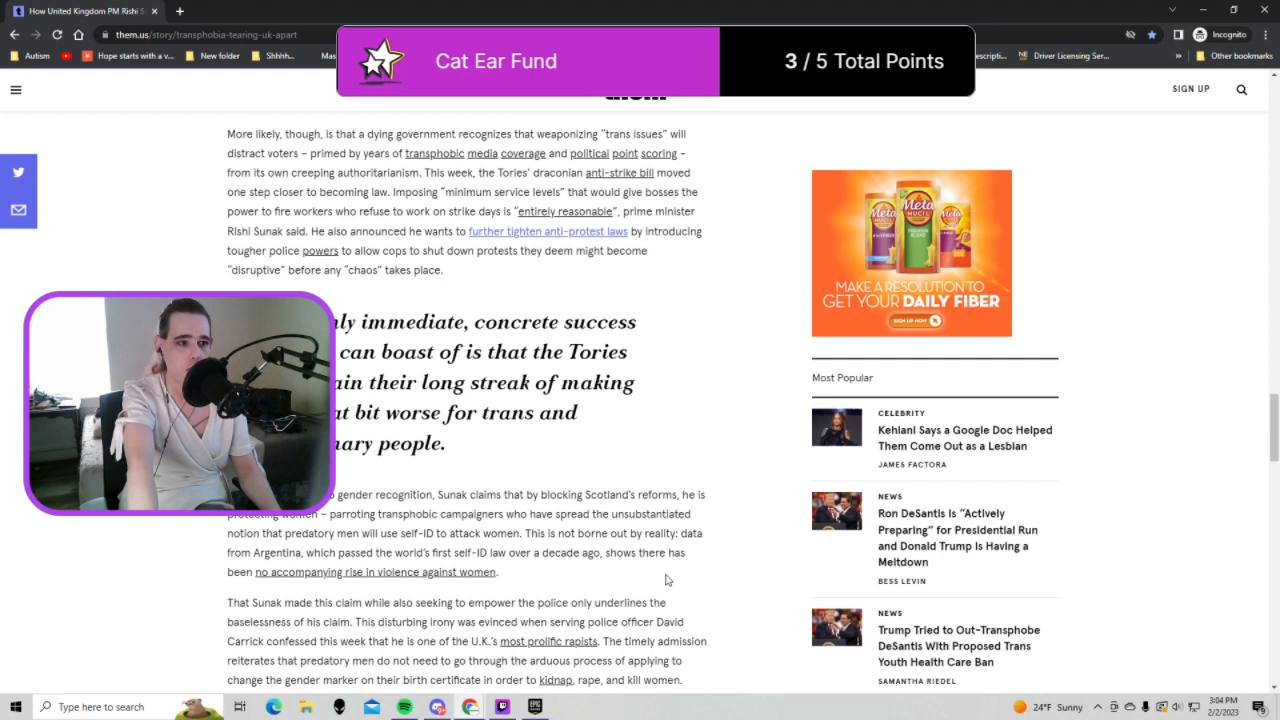 them.us/story/transphobia-tearing-uk-apart
Incognito
Autism
Hope starts with a v...
New folder
Driver License Ser...
Other bookmarks
Cat Ear Fund
3 / 5 Total Points
SIGN UP
More likely, though, is that a dying government recognizes that weaponizing “trans issues” will
distract voters – primed by years of transphobic media coverage and political point scoring –
from its own creeping authoritarianism. This week, the Tories’ draconian anti-strike bill moved
one step closer to becoming law. Imposing “minimum service levels” that would give bosses the
power to fire workers who refuse to work on strike days is “entirely reasonable”, prime minister
Rishi Sunak said. He also announced he wants to further tighten anti-protest laws by introducing
tougher police powers to allow cops to shut down protests they deem might become
“disruptive” before any “chaos” takes place.
immediate, concrete success
can boast of is that the Tories
their long streak of making
bit worse for trans and
people.
gender recognition, Sunak claims that by blocking Scotland’s reforms, he is
protecting women – parroting transphobic campaigners who have spread the unsubstantiated
notion that predatory men will use self-ID to attack women. This is not borne out by reality: data
from Argentina, which passed the world’s first self-ID law over a decade ago, shows there has
been no accompanying rise in violence against women.
That Sunak made this claim while also seeking to empower the police only underlines the
baselessness of his claim. This disturbing irony was evinced when serving police officer David
Carrick confessed this week that he is one of the U.K.’s most prolific rapists. The timely admission
reiterates that predatory men do not need to go through the arduous process of applying to
change the gender marker on their birth certificate in order to kidnap, rape, and kill women.
Meta
MUCIL
MAKE A RESOLUTION TO
GET YOUR DAILY FIBER
SIGN UP NOW
Most Popular
CELEBRITY
Kehlani Says a Google Doc Helped
Them Come Out as a Lesbian
JAMES FACTORA
NEWS
Ron DeSantis is “Actively
Preparing” for Presidential Run
and Donald Trump Is Having a
Meltdown
BESS LEVIN
NEWS
Trump Tried to Out-Transphobe
DeSantis With Proposed Trans
Youth Health Care Ban
SAMANTHA RIEDEL
Type here to search
24°F Sunny
3:04 PM
2/2/2023